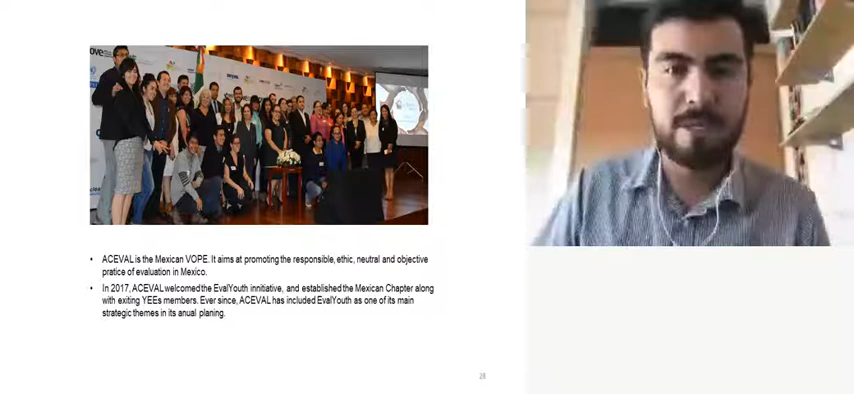 • ACEVAL is the Mexican VOPE. It aims at promoting the responsible, ethic, neutral and objective
pratice of evaluation in Mexico.
• In 2017, ACEVAL welcomed the EvalYouth innitiative, and established the Mexican Chapter along
with exiting YEEs members. Ever since, ACEVAL has included EvalYouth as one of its main
strategic themes in its anual planing.
28